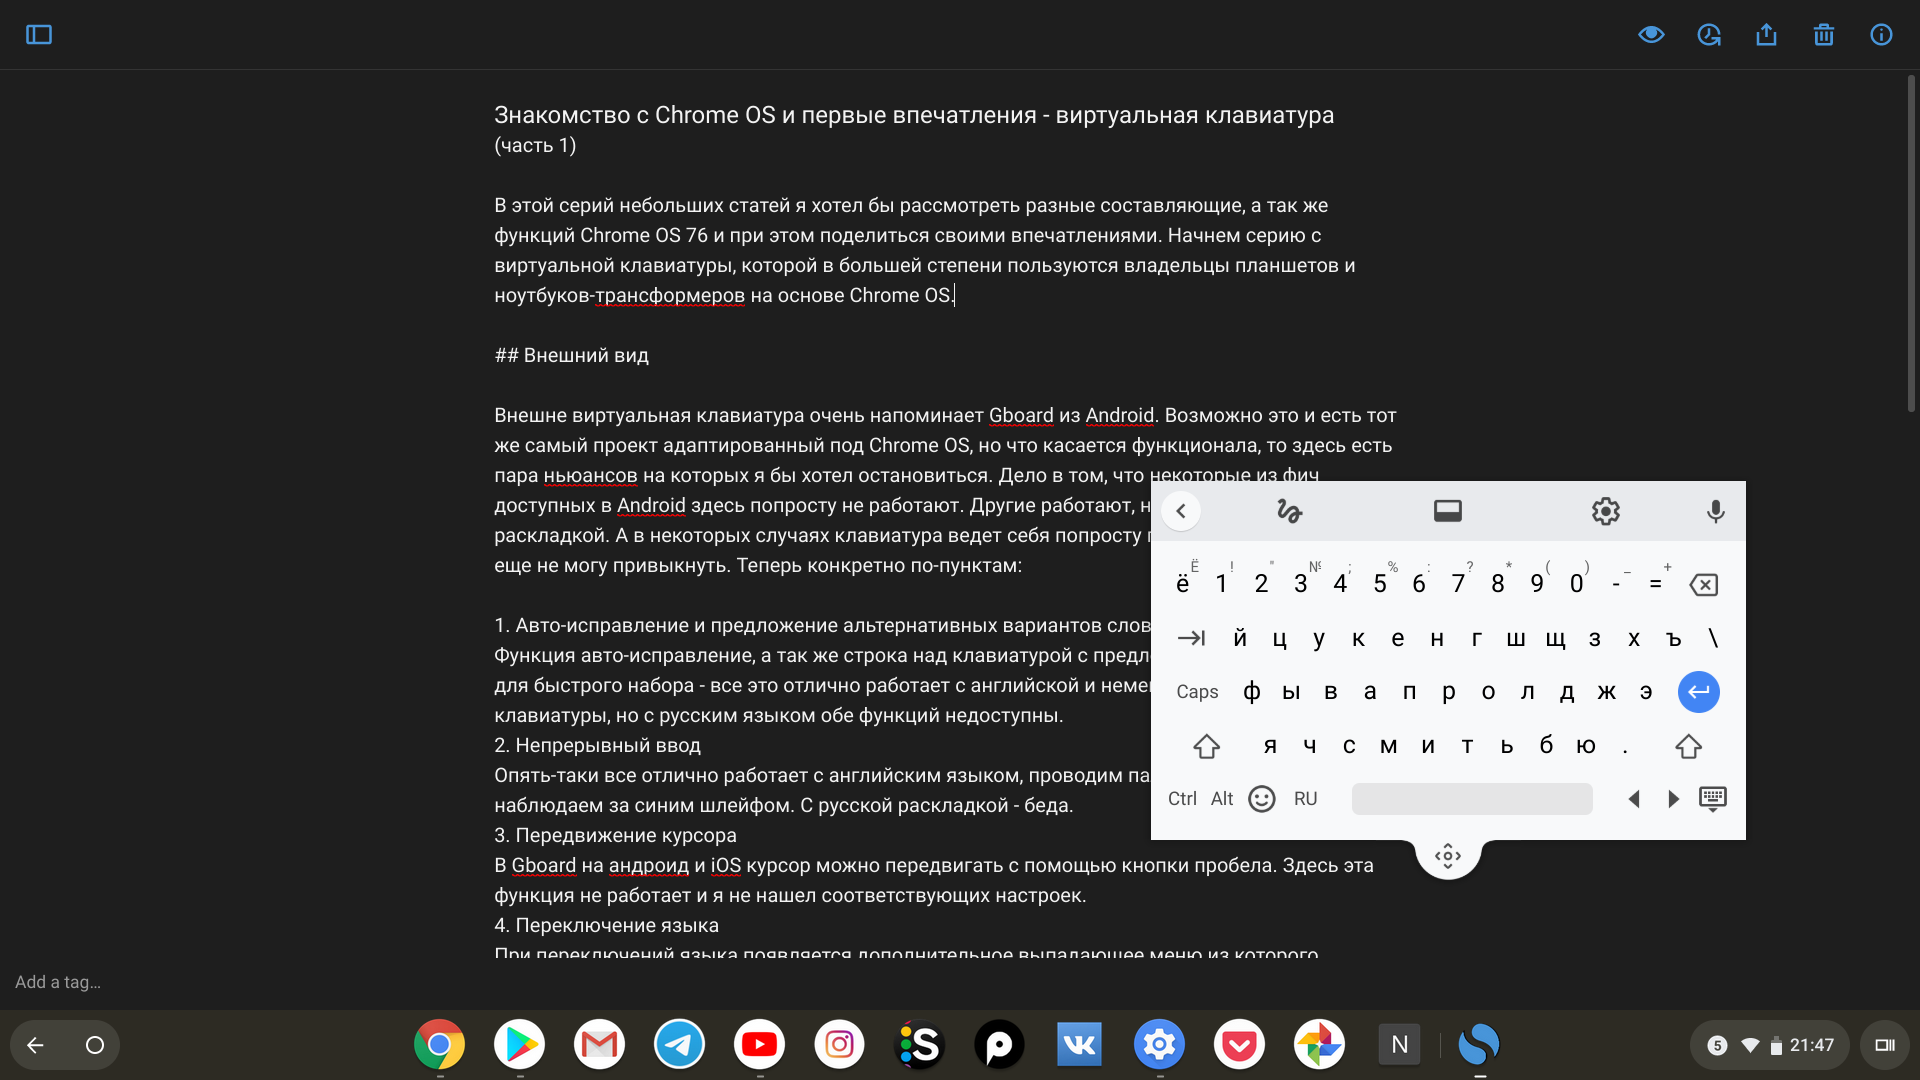 Знакомство с Chrome OS и первые впечатления - виртуальная клавиатура
(часть 1)
В этой серий небольших статей я хотел бы рассмотреть разные составляющие, а так же
функций Chrome OS 76 и при этом поделиться своими впечатлениями. Начнем серию с
виртуальной клавиатуры, которой в большей степени пользуются владельцы планшетов и
ноутбуков-трансформеров на основе Chrome OS.
## Внешний вид
Внешне виртуальная клавиатура очень напоминает Gboard из Android. Возможно это и есть тот
же самый проект адаптированный под Chrome OS, но что касается функционала, то здесь есть
пара ньюансов на которых я бы хотел остановиться. Дело в том, что некоторые из фич
доступных в Android здесь попросту не работают. Другие работают, н
раскладкой. А в некоторых случаях клавиатура ведет себя попросту
еще не могу привыкнуть. Теперь конкретно по-пунктам:
1. Авто-исправление и предложение альтернативных вариантов слов
Функция авто-исправление, а так же строка над клавиатурой с предл
для быстрого набора - все это отлично работает с английской и неме
клавиатуры, но с русским языком обе функций недоступны.
2. Непрерывный ввод
Опять-таки все отлично работает с английским языком, проводим па
наблюдаем за синим шлейфом. С русской раскладкой - беда.
3. Передвижение курсора
В Gboard на андроид и iOS курсор можно передвигать с помощью кнопки пробела. Здесь эта
функция не работает и я не нашел соответствующих настроек.
4. Переключение языка
При переключений языка появляется дополнительное выпадающее меню из которого
Ё ! " № ; % : ? * ( ) _ +
ё 1 2 3 4 5 6 7 8 9 0 - =
й ц у к е н г ш щ з х ъ \
Caps ф ы в а п р о л д ж э
я ч с м и т ь б ю .
Ctrl Alt RU
Add a tag...
S
N
5 21:47